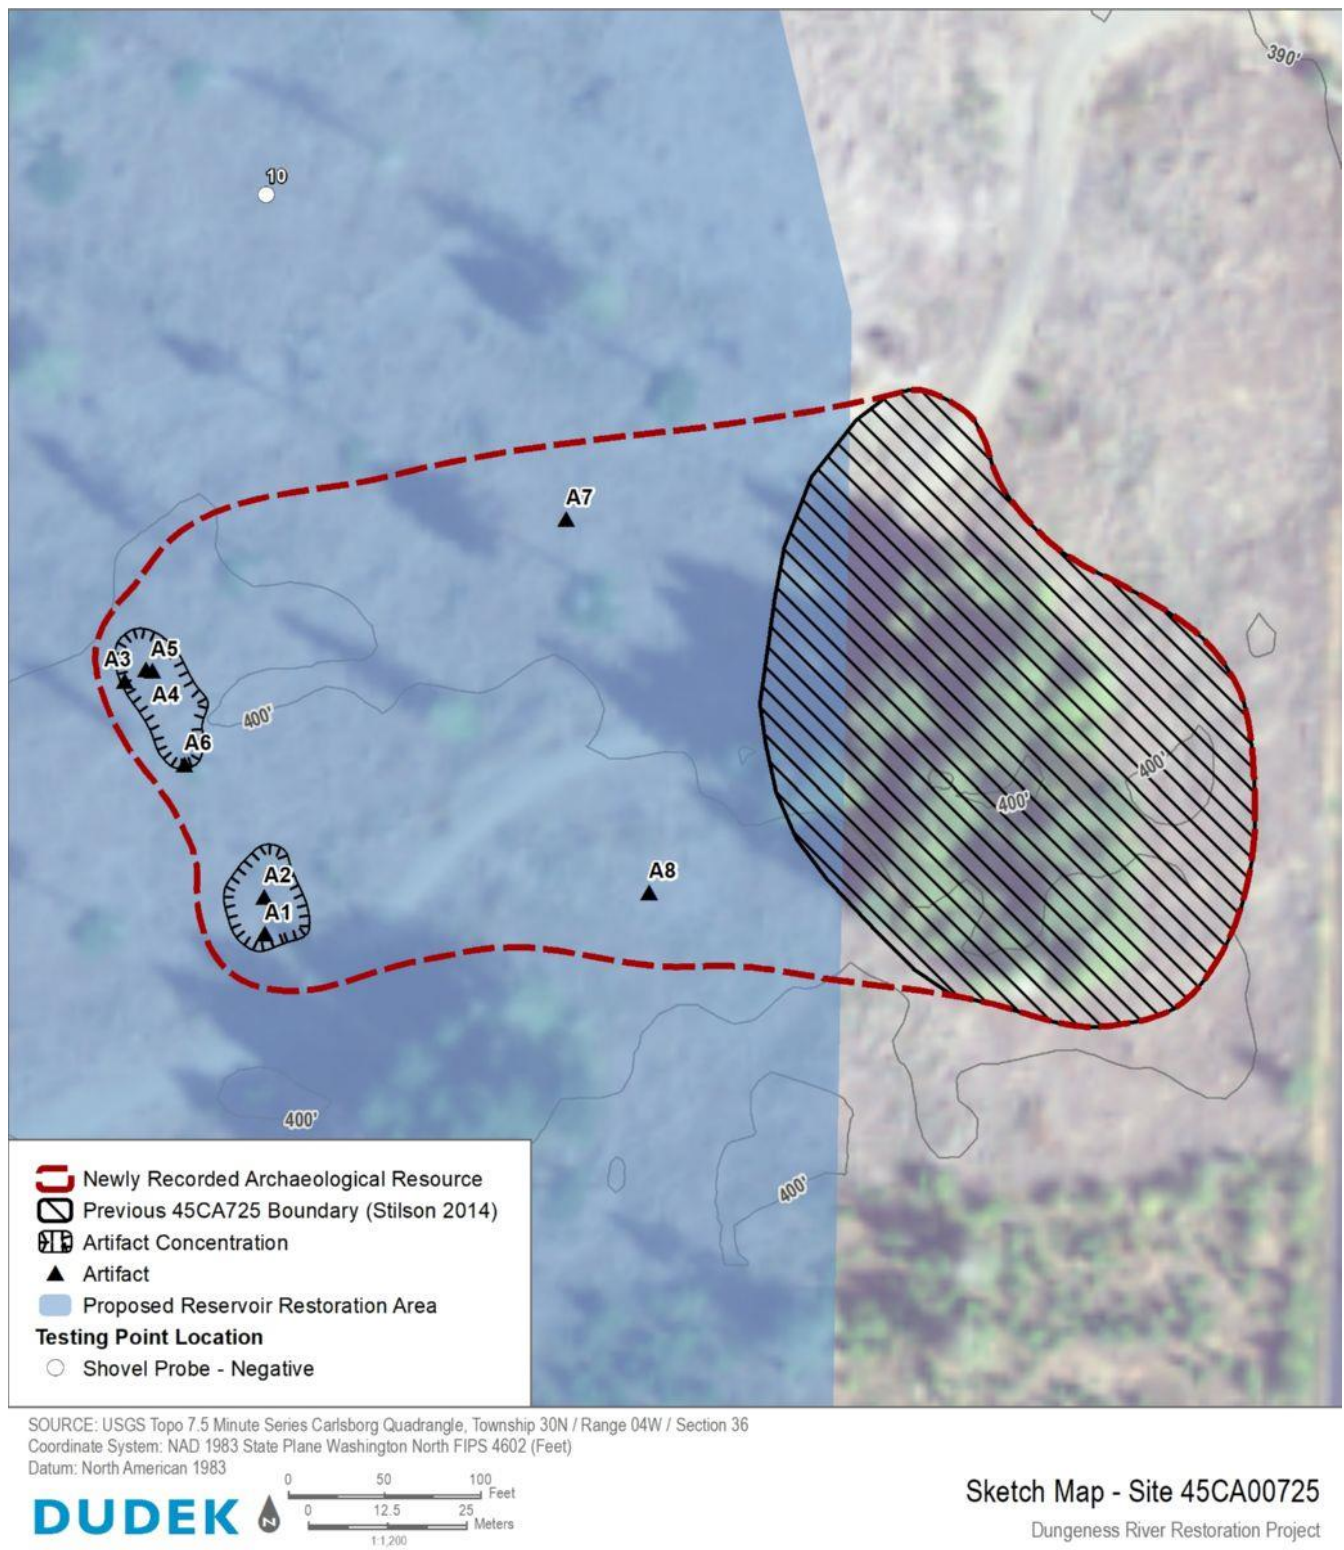 390'
10
A7
A5
A3
A4
400'
A6
400'
400'
A8
A2
A1
400'
400'
Newly Recorded Archaeological Resource
Previous 45CA725 Boundary (Stilson 2014)
Artifact Concentration
Artifact
Proposed Reservoir Restoration Area
Testing Point Location
Shovel Probe - Negative
SOURCE: USGS Topo 7.5 Minute Series Carlsborg Quadrangle, Township 30N / Range 04W / Section 36
Coordinate System: NAD 1983 State Plane Washington North FIPS 4602 (Feet)
Datum: North American 1983
DUDEK
N
0 50 100
Feet
0 12.5 25
Meters
1:1,200
Sketch Map - Site 45CA00725
Dungeness River Restoration Project